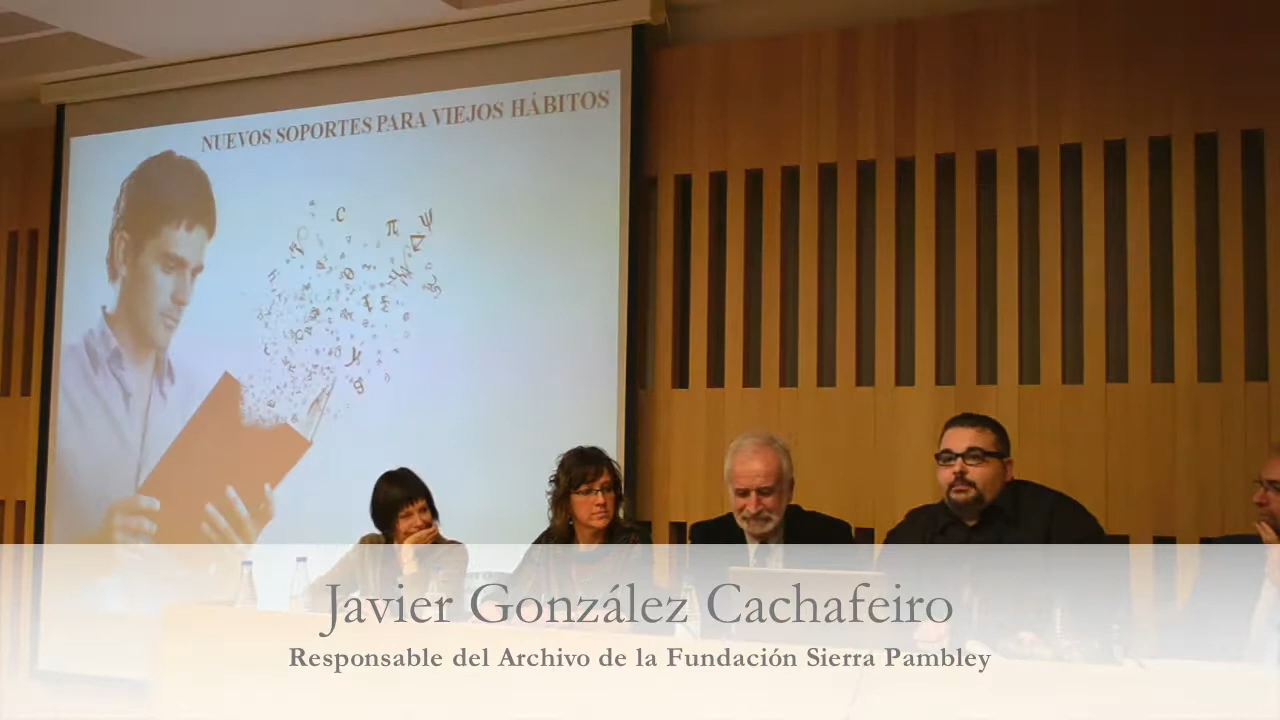 NUEVOS SOPORTES PARA VIEJOS HÁBITOS
Javier González Cachafeiro
Responsable del Archivo de la Fundación Sierra Pambley